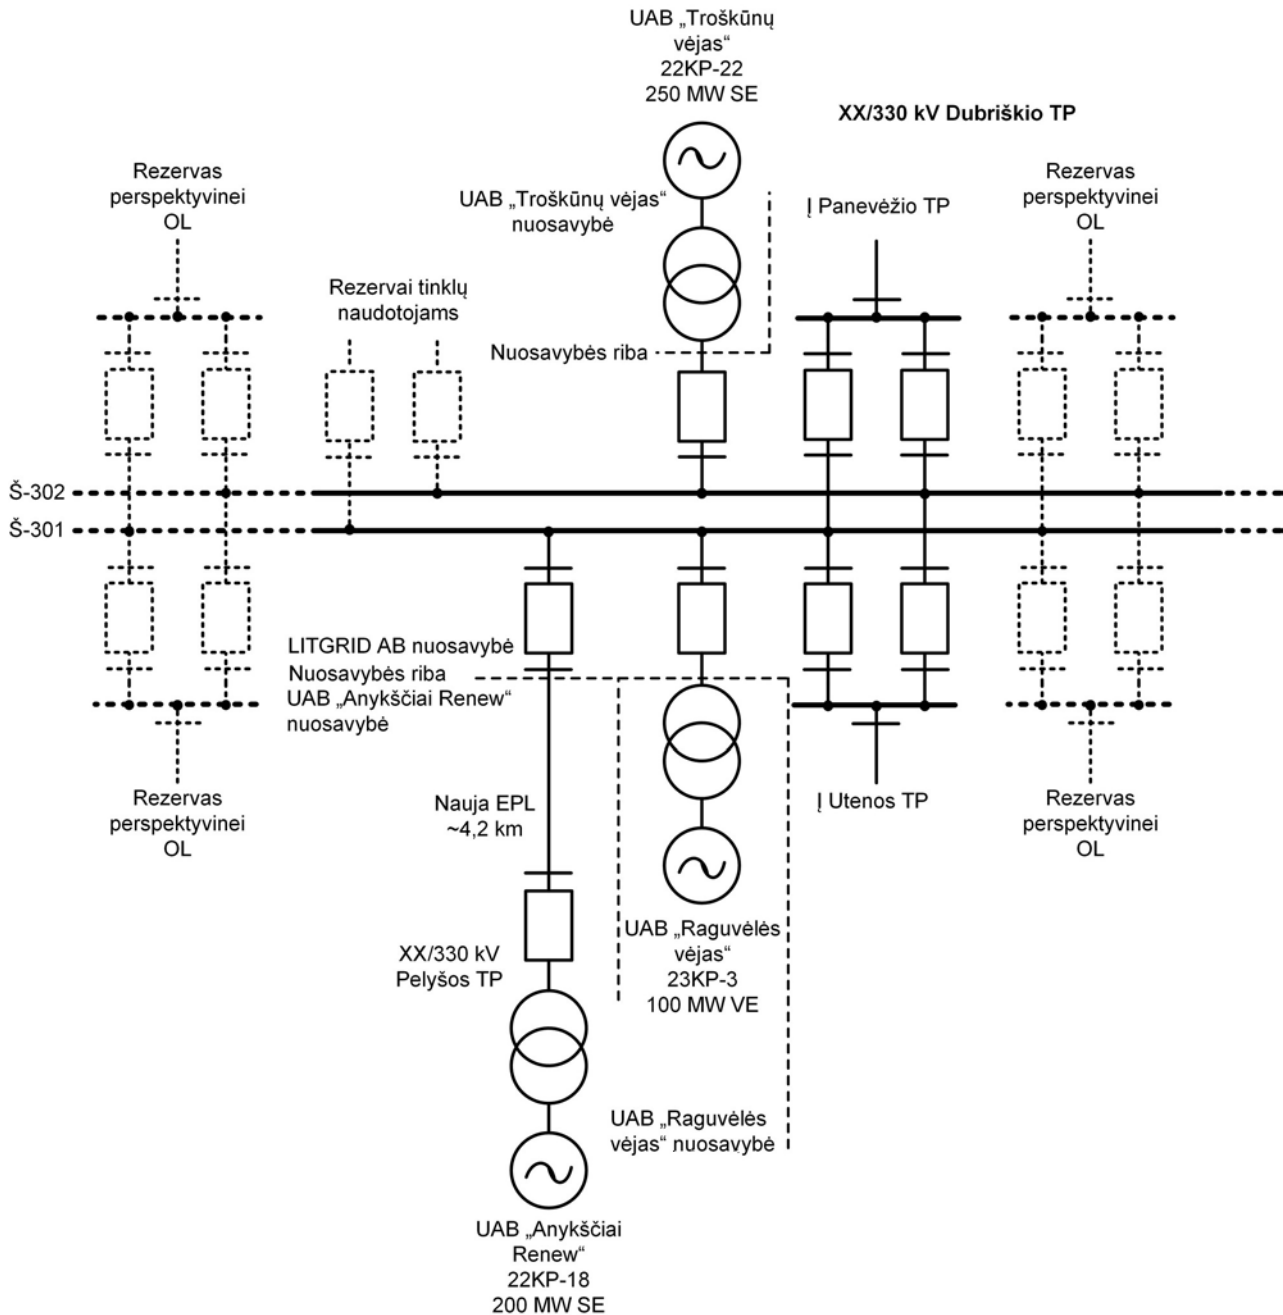 UAB „Troškūnų
vėjas“
22KP-22
250 MW SE
XX/330 kV Dubriškio TP
Rezervas
perspektyvinei
OL
UAB „Troškūnų vėjas“
nuosavybė
Į Panevėžio TP
Rezervas
perspektyvinei
OL
Rezervai tinklų
naudotojams
Nuosavybės riba
Š-302
Š-301
LITGRID AB nuosavybė
Nuosavybės riba
UAB „Anykščiai Renew“
nuosavybė
Rezervas
perspektyvinei
OL
Nauja EPL
~4,2 km
Į Utenos TP
Rezervas
perspektyvinei
OL
UAB „Raguvėlės
vėjas“
23KP-3
100 MW VE
XX/330 kV
Pelyšos TP
UAB „Raguvėlės
vėjas“ nuosavybė
UAB „Anykščiai
Renew“
22KP-18
200 MW SE